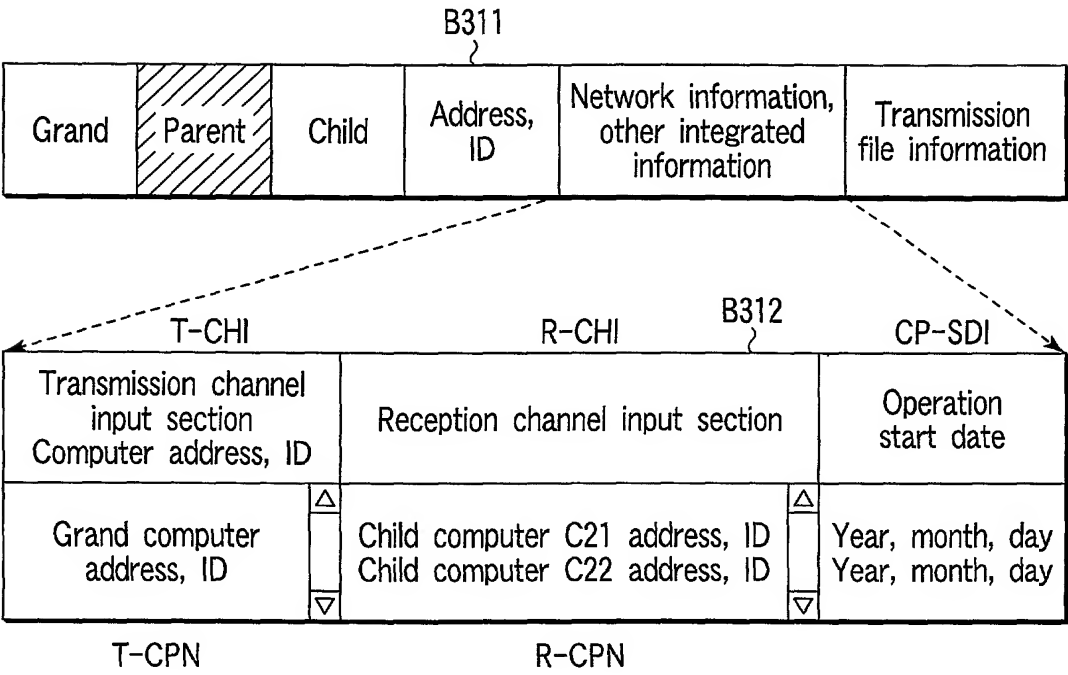 B311
Grand
Parent
Child
Address,
ID
Network information,
other integrated
information
Transmission
file information
T-CHI
R-CHI
B312
CP-SDI
Transmission channel
input section
Computer address, ID
Reception channel input section
Operation
start date
Grand computer
address, ID
Child computer C21 address, ID
Child computer C22 address, ID
Year, month, day
Year, month, day
T-CPN
R-CPN